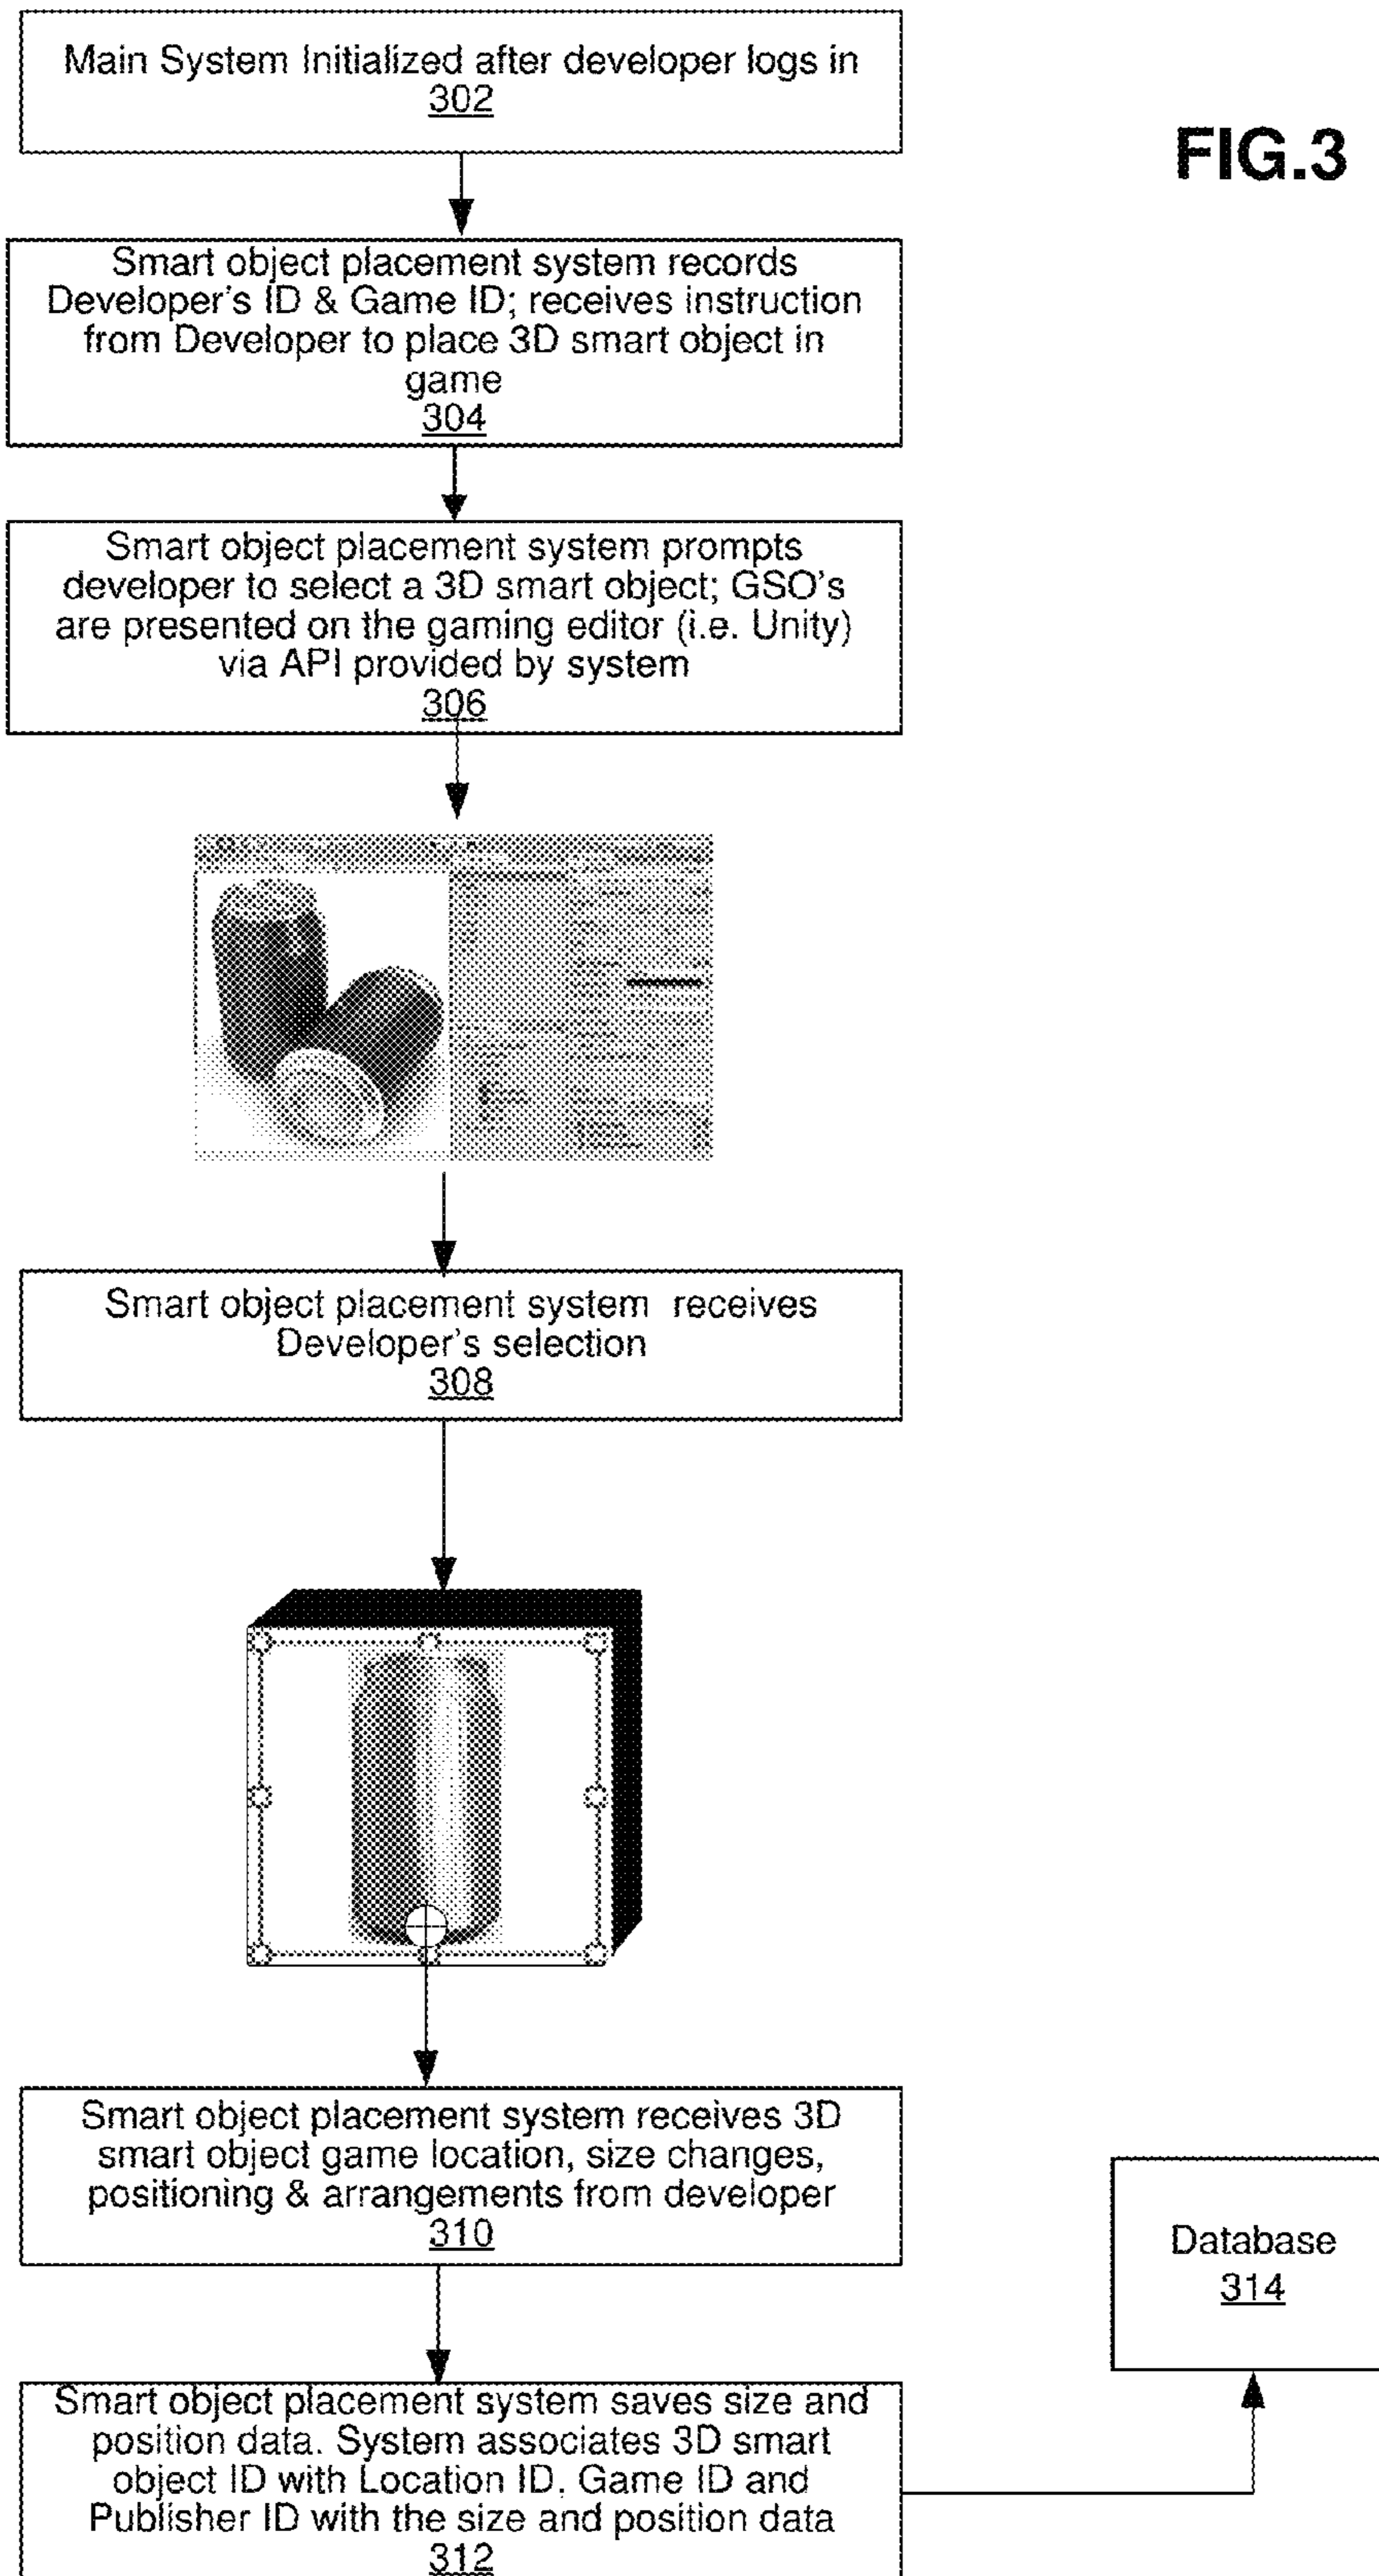 Main System Initialized after developer logs in
302
FIG.3
Smart object placement system records
Developer's ID & Game ID; receives instruction
from Developer to place 3D smart object in
game
304
Smart object placement system prompts
developer to select a 3D smart object; GSO's
are presented on the gaming editor (i.e. Unity)
via API provided by system
306
Smart object placement system receives
Developer's selection
308
Smart object placement system receives 3D
smart object game location, size changes,
positioning & arrangements from developer
310
Database
314
Smart object placement system saves size and
position data. System associates 3D smart
object ID with Location ID, Game ID and
Publisher ID with the size and position data
312